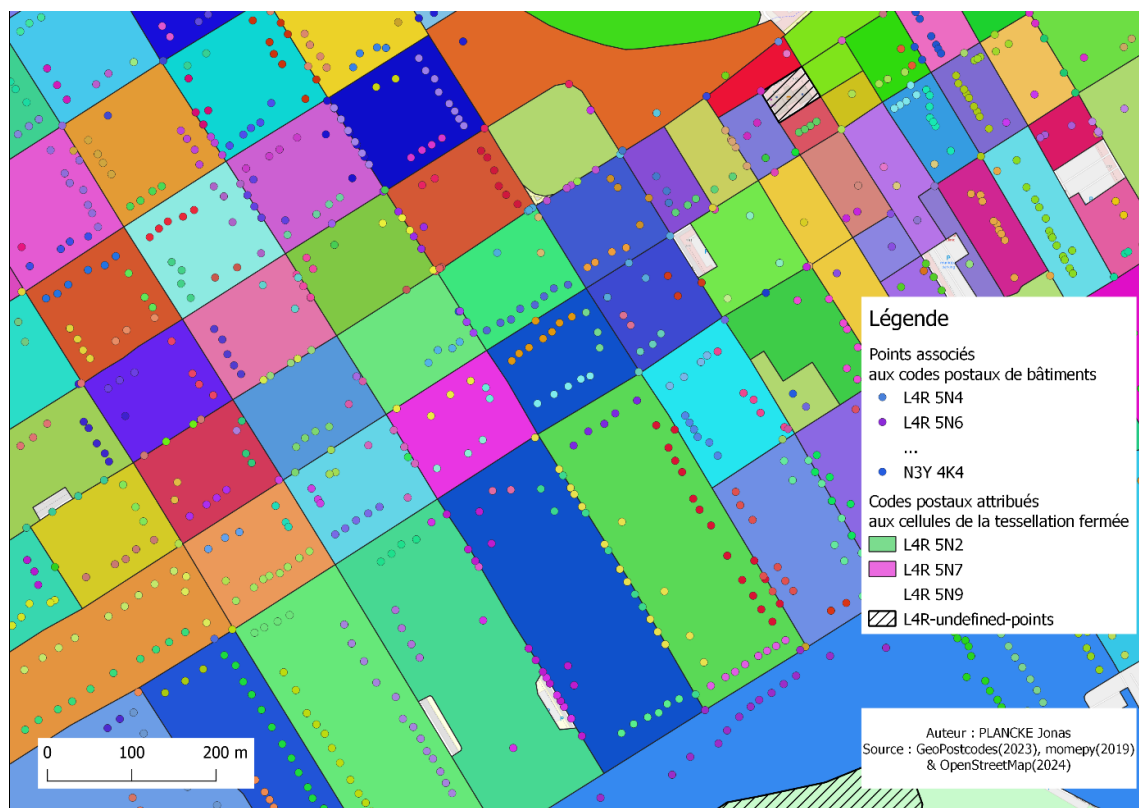 Légende
Points associés
aux codes postaux de bâtiments
L4R 5N4
L4R 5N6
...
N3Y 4K4
Codes postaux attribués
aux cellules de la tessellation fermée
L4R 5N2
L4R 5N7
L4R 5N9
L4R-undefined-points
0 100 200 m
Auteur : PLANCKE Jonas
Source : GeoPostcodes(2023), momepy(2019)
& OpenStreetMap(2024)